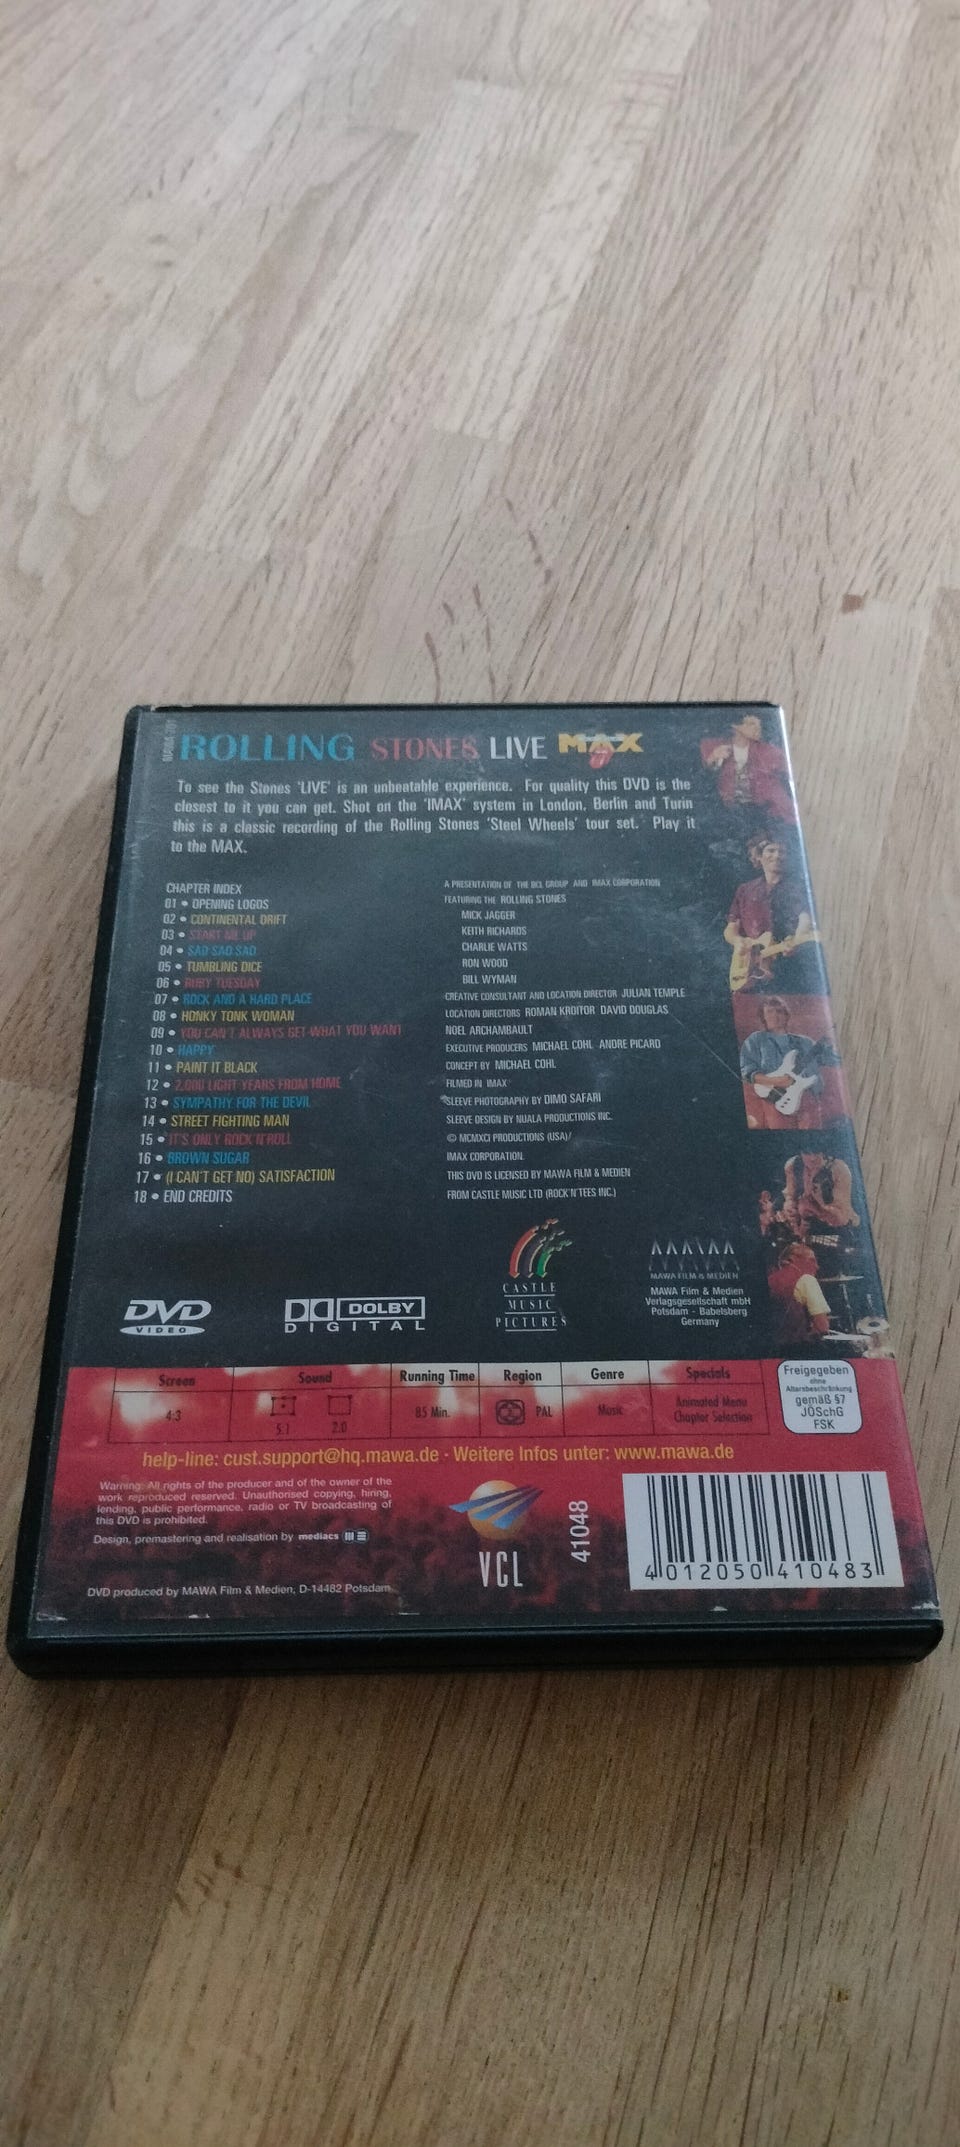 ROLLING STONES LIVE MAX
To see the Stones 'LIVE' is an unbeatable experience. For quality this DVD is the
closest to it you can get. Shot on the 'IMAX' system in London, Berlin and Turin
this is a classic recording of the Rolling Stones 'Steel Wheels' tour set. Play it
to the MAX.
CHAPTER INDEX
01 • OPENING LOGOS
02 • CONTINENTAL DRIFT
03 • START ME UP
04 • SAD SAD SAD
05 • TUMBLING DICE
06 • RUBY TUESDAY
07 • ROCK AND A HARD PLACE
08 • HONKY TONK WOMAN
09 • YOU CAN'T ALWAYS GET WHAT YOU WANT
10 • HAPPY
11 • PAINT IT BLACK
12 • 2,000 LIGHT YEARS FROM HOME
13 • SYMPATHY FOR THE DEVIL
14 • STREET FIGHTING MAN
15 • IT'S ONLY ROCK'N'ROLL
16 • BROWN SUGAR
17 • (I CAN'T GET NO) SATISFACTION
18 • END CREDITS
A PRESENTATION OF THE BCL GROUP AND IMAX CORPORATION
FEATURING THE ROLLING STONES
MICK JAGGER
KEITH RICHARDS
CHARLIE WATTS
RON WOOD
BILL WYMAN
CREATIVE CONSULTANT AND LOCATION DIRECTOR JULIAN TEMPLE
LOCATION DIRECTORS ROMAN KROITOR DAVID DOUGLAS
NOEL ARCHAMBAULT
EXECUTIVE PRODUCERS MICHAEL COHL ANDRE PICARD
CONCEPT BY MICHAEL COHL
FILMED IN IMAX
SLEEVE PHOTOGRAPHY BY DIMO SAFARI
SLEEVE DESIGN BY NUALA PRODUCTIONS INC.
© MCMXCI PRODUCTIONS (USA)/
IMAX CORPORATION.
THIS DVD IS LICENSED BY MAWA FILM & MEDIEN
FROM CASTLE MUSIC LTD (ROCK'N'TEES INC.)
DVD
VIDEO
DOLBY
DIGITAL
CASTLE
MUSIC
PICTURES
MAWA
MAWA FILM & MEDIEN
MAWA Film & Medien
Verlagsgesellschaft mbH
Potsdam - Babelsberg
Germany
Screen Sound Running Time Region Genre Specials
4:3 5.1 2.0 85 Min. 2 PAL Music Animated Menu
Chapter Selection
Freigegeben
ohne
Altersbeschränkung
gemäß §7
JÖSchG
FSK
help-line: cust.support@hq.mawa.de · Weitere Infos unter: www.mawa.de
Warning: All rights of the producer and of the owner of the
work reproduced reserved. Unauthorised copying, hiring,
lending, public performance, radio or TV broadcasting of
this DVD is prohibited.
Design, premastering and realisation by mediacs
DVD produced by MAWA Film & Medien, D-14482 Potsdam
VCL
41048
4 012050 410483